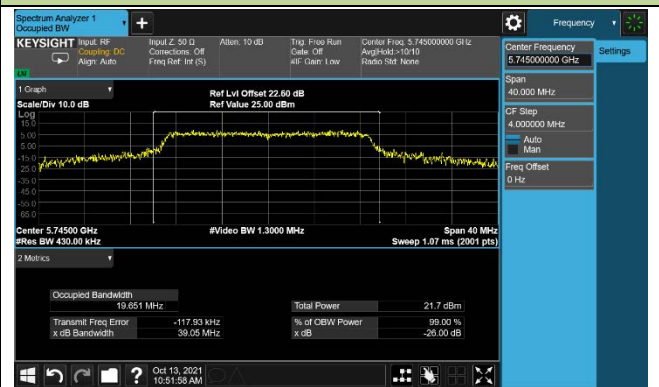 Spectrum Analyzer 1
Occupied BW
Frequency
KEYSIGHT
Input: RF
Coupling: DC
Align: Auto
Input Z: 50 Ω
Corrections: Off
Freq Ref: Int (S)
Atten: 10 dB
Trig: Free Run
Gate: Off
#IF Gain: Low
Center Freq: 5.745000000 GHz
Avg|Hold:>10/10
Radio Std: None
Center Frequency
5.745000000 GHz
Settings
Span
40.000 MHz
CF Step
4.000000 MHz
Auto
Man
Freq Offset
0 Hz
1 Graph
Scale/Div 10.0 dB
Ref Lvl Offset 22.60 dB
Ref Value 25.00 dBm
Log
15.0
5.00
-5.00
-15.0
-25.0
-35.0
-45.0
-55.0
-65.0
Center 5.74500 GHz
#Res BW 430.00 kHz
#Video BW 1.3000 MHz
Span 40 MHz
Sweep 1.07 ms (2001 pts)
2 Metrics
Occupied Bandwidth
19.651 MHz
Total Power 21.7 dBm
Transmit Freq Error -117.93 kHz
% of OBW Power 99.00 %
x dB Bandwidth 39.05 MHz
x dB -26.00 dB
Oct 13, 2021
10:51:58 AM